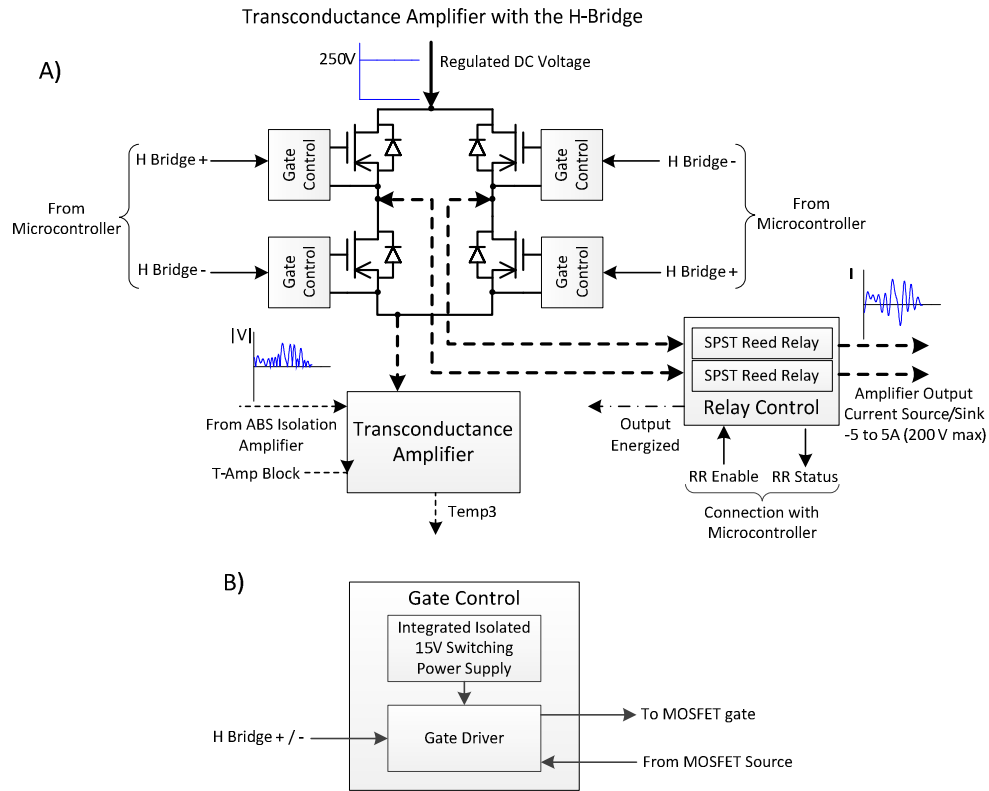 Transconductance Amplifier with the H-Bridge
A)
250V
Regulated DC Voltage
H Bridge +
Gate
Control
Gate
Control
H Bridge -
From
Microcontroller
From
Microcontroller
H Bridge -
Gate
Control
Gate
Control
H Bridge +
|V|
I
SPST Reed Relay
SPST Reed Relay
Relay Control
From ABS Isolation
Amplifier
Transconductance
Amplifier
T-Amp Block
Output
Energized
Amplifier Output
Current Source/Sink
-5 to 5A (200 V max)
RR Enable
RR Status
Temp3
Connection with
Microcontroller
B)
Gate Control
Integrated Isolated
15V Switching
Power Supply
H Bridge + / -
Gate Driver
To MOSFET gate
From MOSFET Source